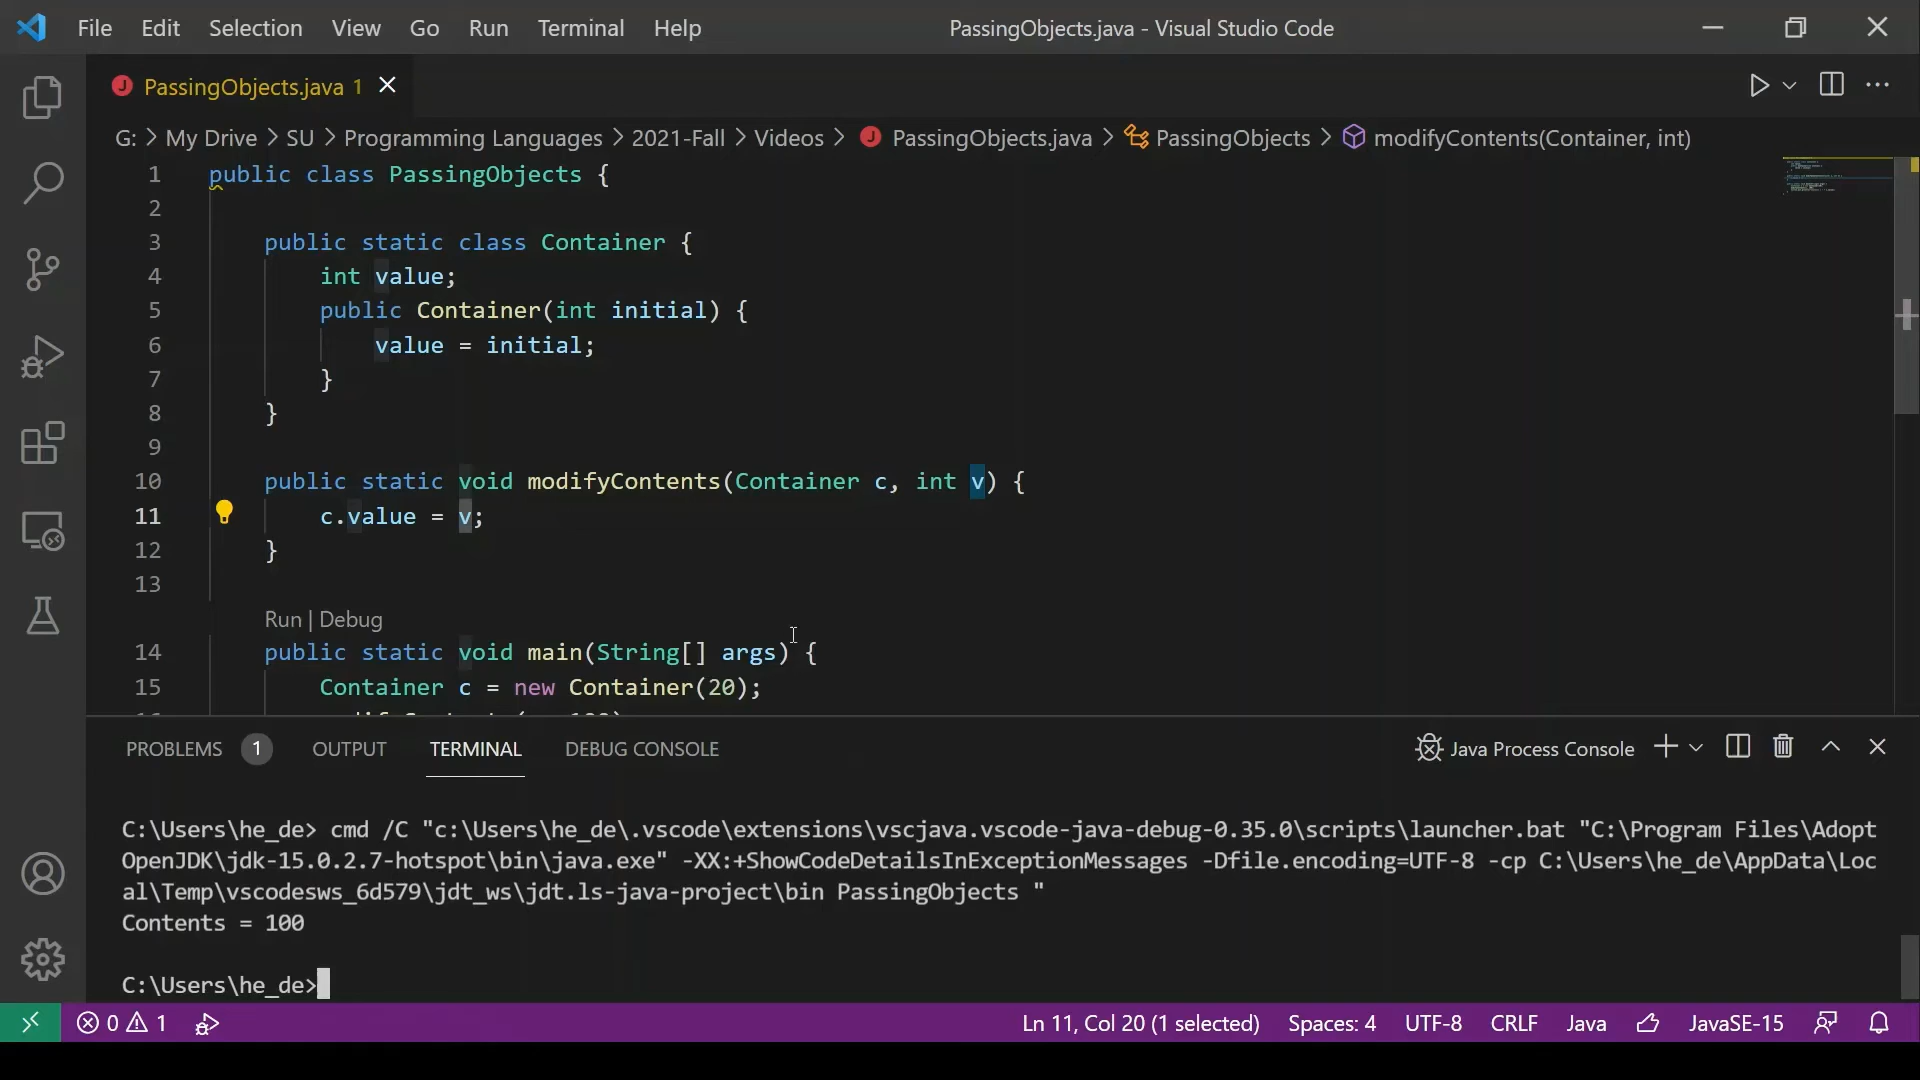 File Edit Selection View Go Run Terminal Help PassingObjects.java - Visual Studio Code
PassingObjects.java 1
G: > My Drive > SU > Programming Languages > 2021-Fall > Videos > PassingObjects.java > PassingObjects > modifyContents(Container, int)
1 public class PassingObjects {
2
3 public static class Container {
4 int value;
5 public Container(int initial) {
6 value = initial;
7 }
8 }
9
10 public static void modifyContents(Container c, int v) {
11 c.value = v;
12 }
13
Run | Debug
14 public static void main(String[] args) {
15 Container c = new Container(20);
PROBLEMS 1 OUTPUT TERMINAL DEBUG CONSOLE Java Process Console
C:\Users\he_de> cmd /C "c:\Users\he_de\.vscode\extensions\vscjava.vscode-java-debug-0.35.0\scripts\launcher.bat "C:\Program Files\Adopt
OpenJDK\jdk-15.0.2.7-hotspot\bin\java.exe" -XX:+ShowCodeDetailsInExceptionMessages -Dfile.encoding=UTF-8 -cp C:\Users\he_de\AppData\Loc
al\Temp\vscodesws_6d579\jdt_ws\jdt.ls-java-project\bin PassingObjects "
Contents = 100
C:\Users\he_de>
0 1 Ln 11, Col 20 (1 selected) Spaces: 4 UTF-8 CRLF Java JavaSE-15